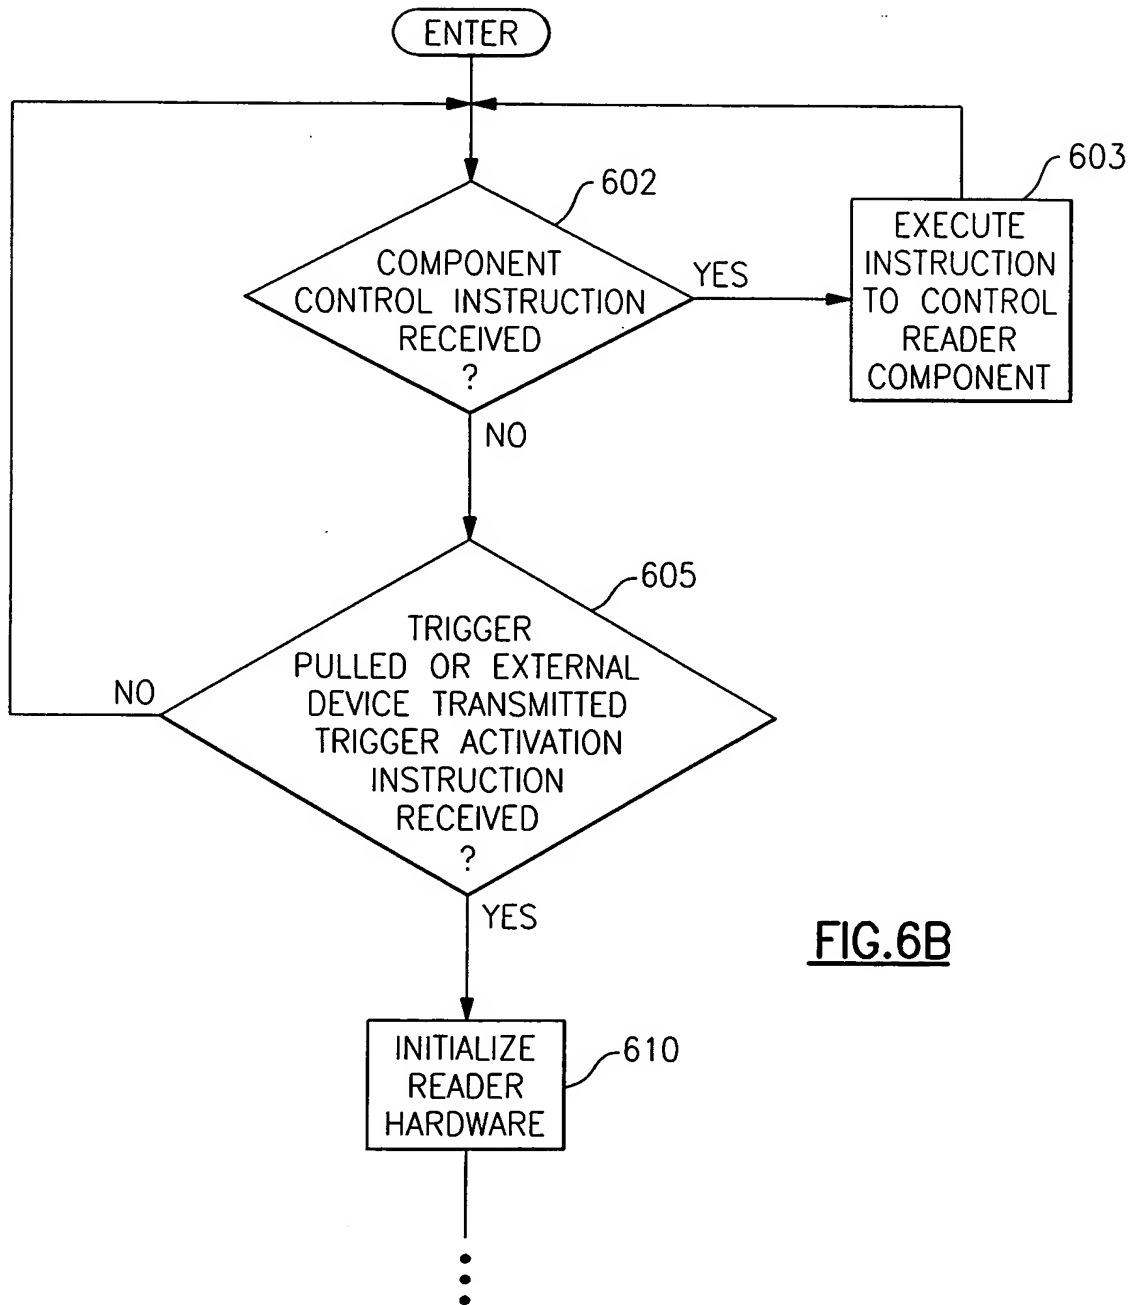 ENTER
602
COMPONENT
CONTROL INSTRUCTION
RECEIVED
?
YES
603
EXECUTE
INSTRUCTION
TO CONTROL
READER
COMPONENT
NO
605
TRIGGER
PULLED OR EXTERNAL
DEVICE TRANSMITTED
TRIGGER ACTIVATION
INSTRUCTION
RECEIVED
?
NO
YES
FIG.6B
INITIALIZE
READER
HARDWARE
610